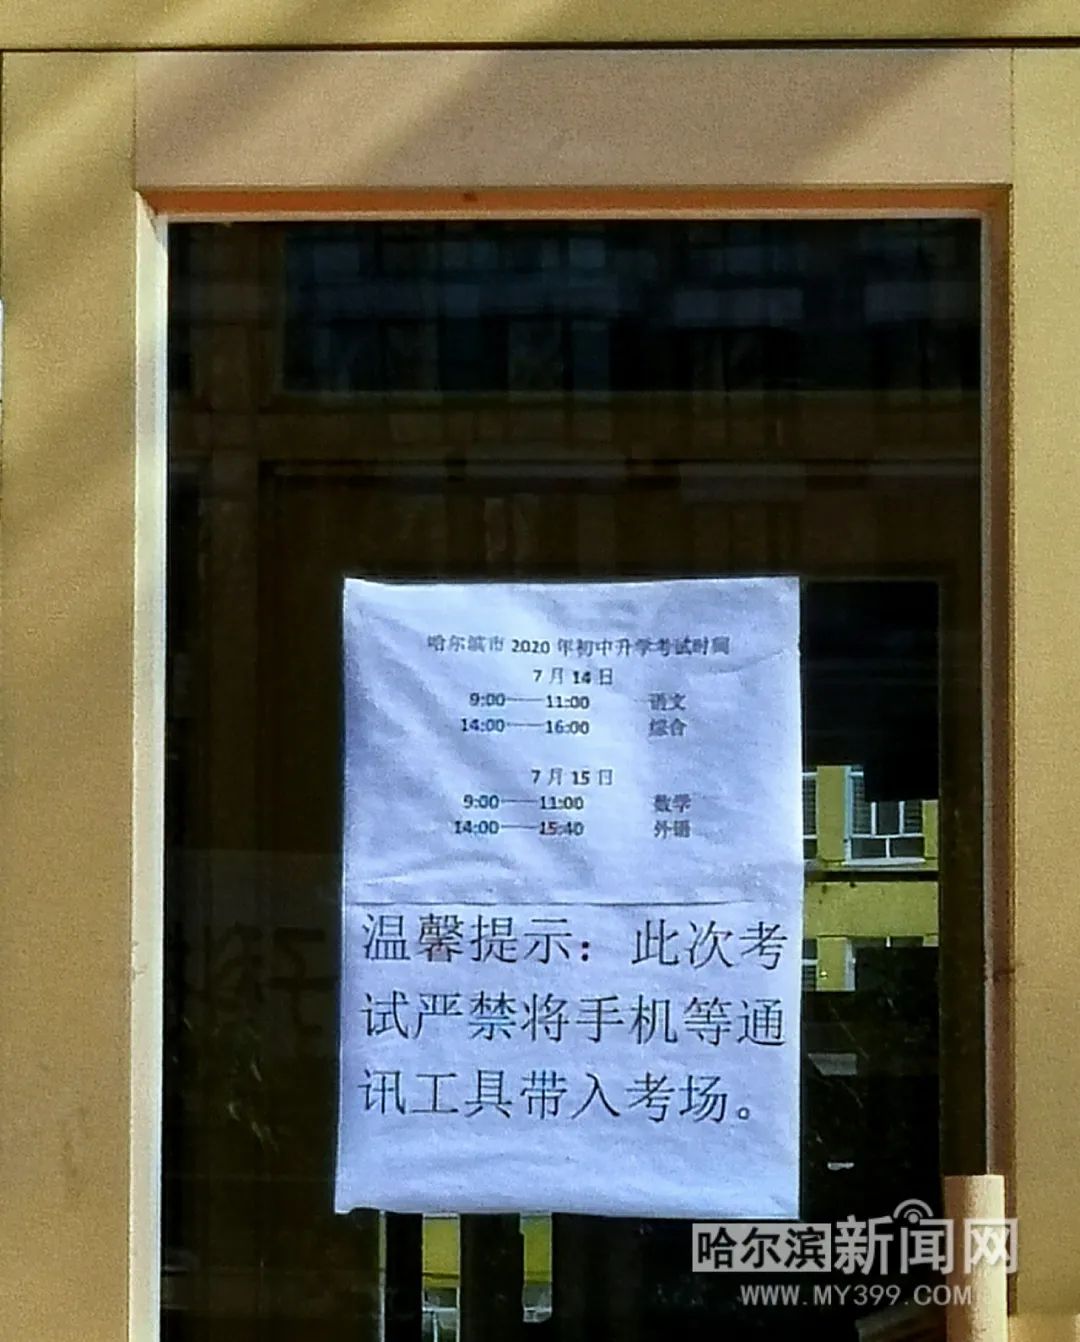 哈尔滨市 2020 年初中升学考试时间
7 月 14 日
9:00——11:00 语文
14:00——16:00 综合
7 月 15 日
9:00——11:00 数学
14:00——15:40 外语
温馨提示：此次考
试严禁将手机等通
讯工具带入考场。
哈尔滨新闻网
WWW.MY399.COM